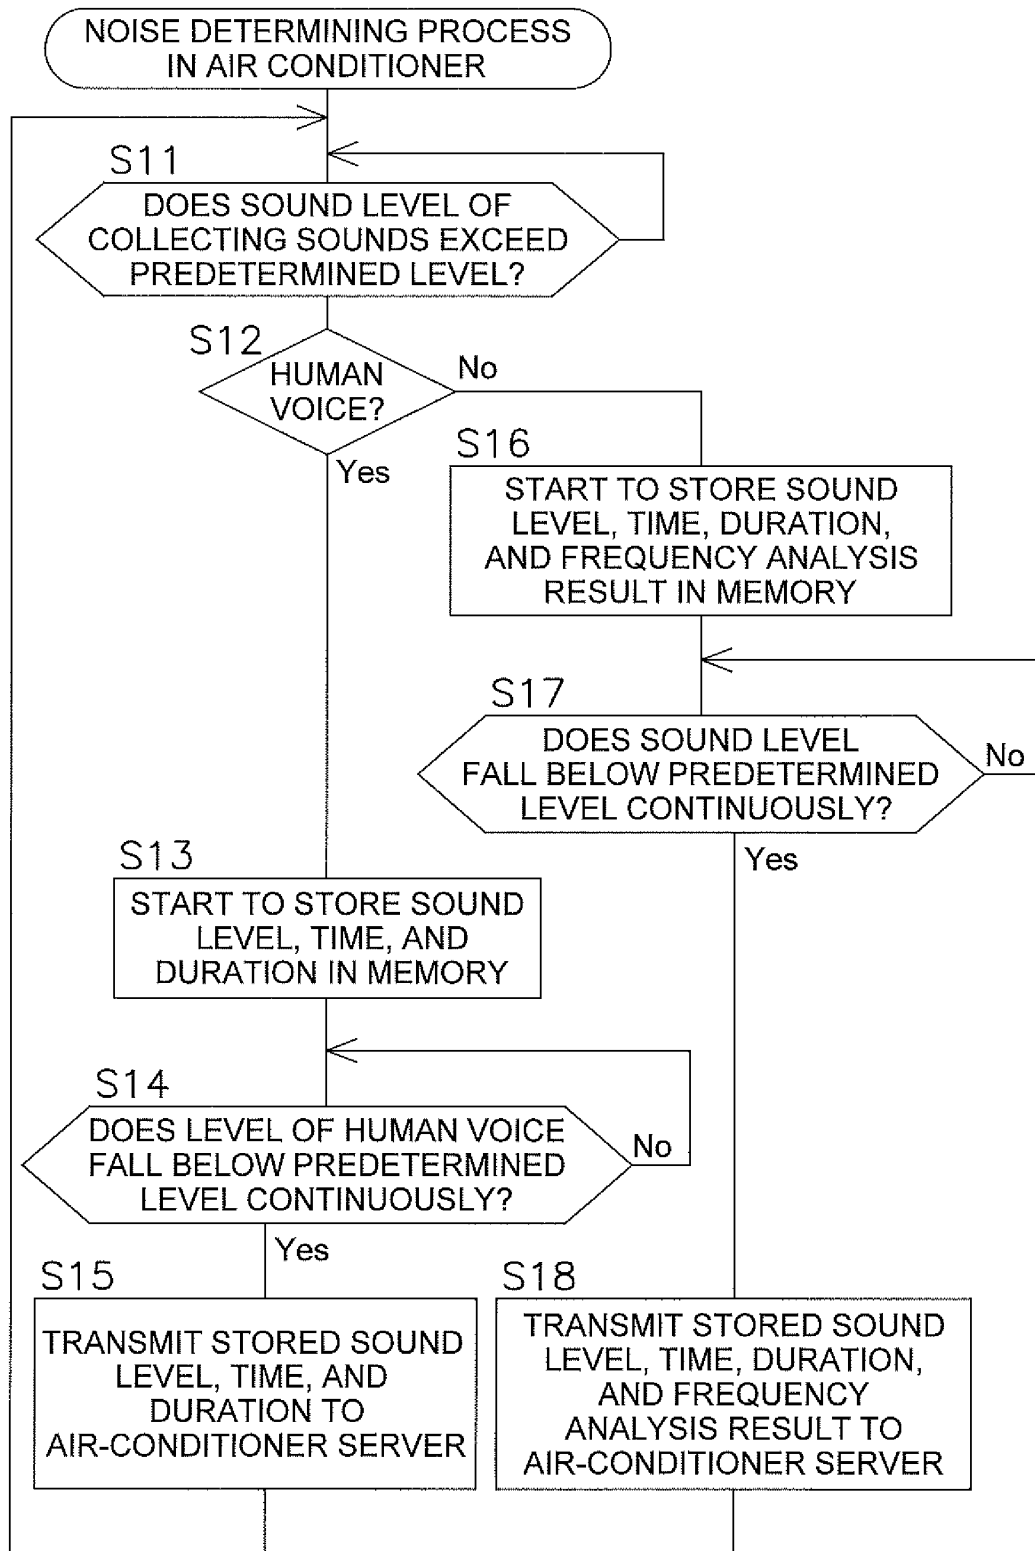 NOISE DETERMINING PROCESS
IN AIR CONDITIONER
S11
DOES SOUND LEVEL OF
COLLECTING SOUNDS EXCEED
PREDETERMINED LEVEL?
S12
HUMAN
VOICE?
No
Yes
S16
START TO STORE SOUND
LEVEL, TIME, DURATION,
AND FREQUENCY ANALYSIS
RESULT IN MEMORY
S17
DOES SOUND LEVEL
FALL BELOW PREDETERMINED
LEVEL CONTINUOUSLY?
No
Yes
S13
START TO STORE SOUND
LEVEL, TIME, AND
DURATION IN MEMORY
S14
DOES LEVEL OF HUMAN VOICE
FALL BELOW PREDETERMINED
LEVEL CONTINUOUSLY?
No
Yes
S15
TRANSMIT STORED SOUND
LEVEL, TIME, AND
DURATION TO
AIR-CONDITIONER SERVER
S18
TRANSMIT STORED SOUND
LEVEL, TIME, DURATION,
AND FREQUENCY
ANALYSIS RESULT TO
AIR-CONDITIONER SERVER